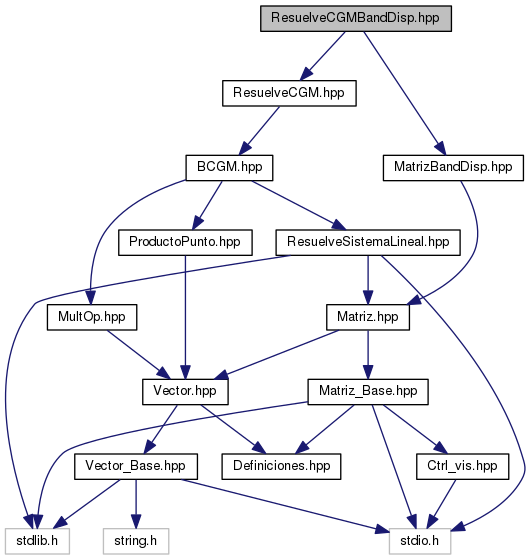 ResuelveCGMBandDisp.hpp
ResuelveCGM.hpp
BCGM.hpp
MatrizBandDisp.hpp
ProductoPunto.hpp
ResuelveSistemaLineal.hpp
MultOp.hpp
Matriz.hpp
Vector.hpp
Matriz_Base.hpp
Vector_Base.hpp
Definiciones.hpp
Ctrl_vis.hpp
stdlib.h
string.h
stdio.h